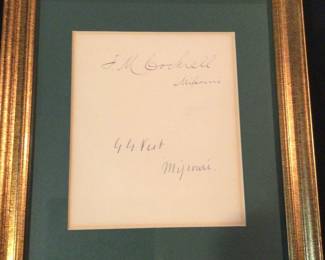 F. M. Cockrell
Missouri
G G Vest
Missouri.